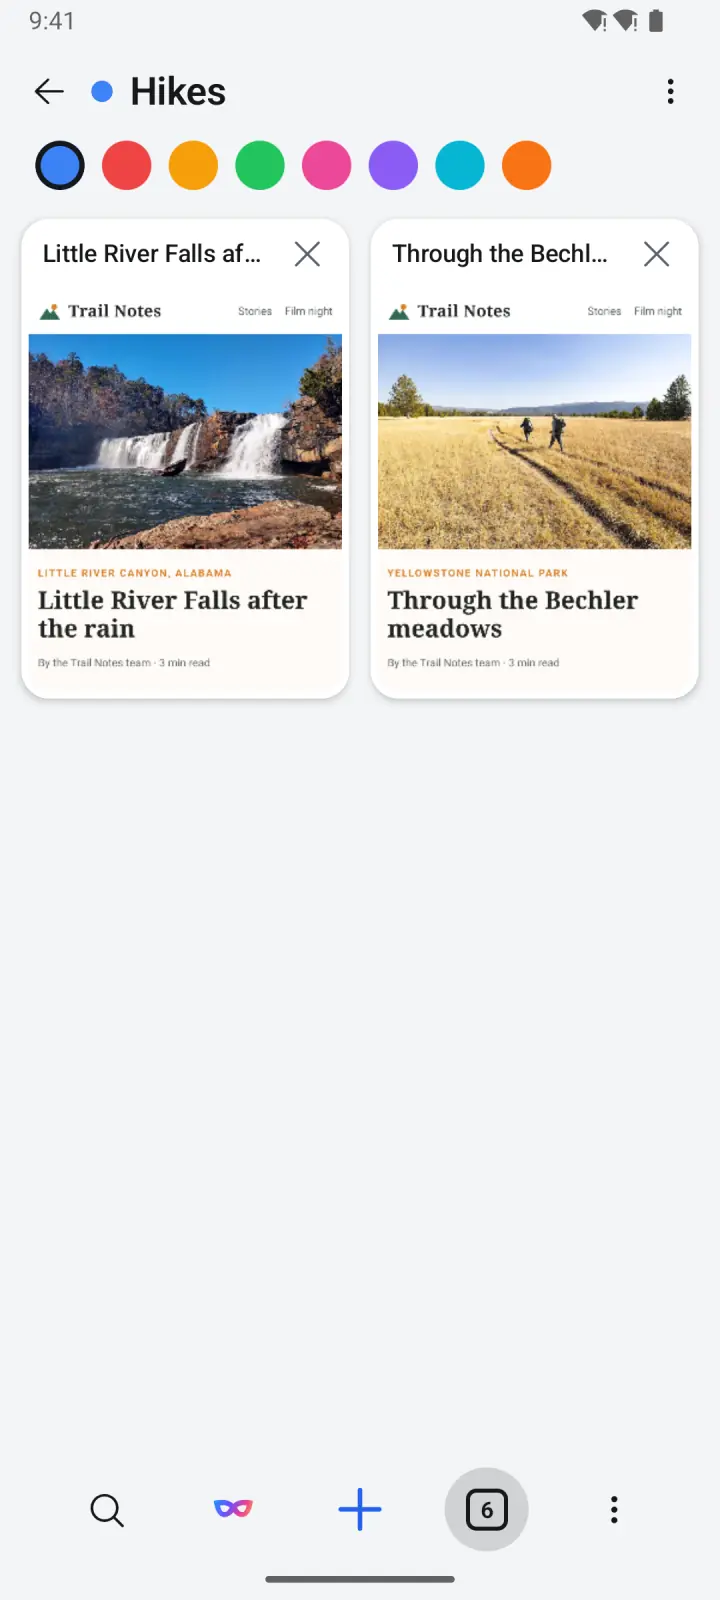 9:41
Hikes
Little River Falls af...
Through the Bechl...
Trail Notes
Stories
Film night
LITTLE RIVER CANYON, ALABAMA
Little River Falls after
the rain
By the Trail Notes team · 3 min read
Trail Notes
Stories
Film night
YELLOWSTONE NATIONAL PARK
Through the Bechler
meadows
By the Trail Notes team · 3 min read
6